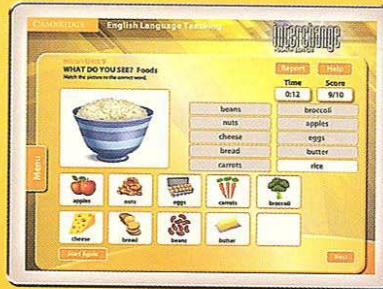 CAMBRIDGE English Language Teaching
interchange
FOURTH EDITION
WHAT DO YOU SEE? Foods
Match the picture to the correct word.
Report Help
Time Score
0:12 9/10
beans broccoli
nuts apples
cheese eggs
bread butter
carrots rice
Menu
apples nuts eggs carrots broccoli
cheese bread beans butter
Start Again Next